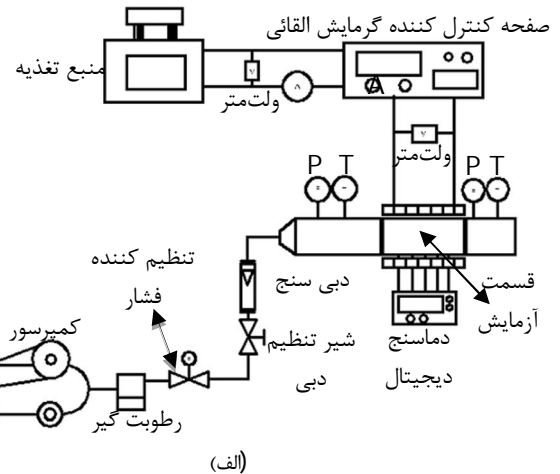 صفحه کنترل کننده گرمایش القائی
منبع تغذیه
ولت‌متر
V
A
A
V
ولت‌متر
P T
P T
تنظیم کننده
فشار
دبی سنج
قسمت
آزمایش
کمپرسور
شیر تنظیم
دبی
دماسنج
دیجیتال
رطوبت گیر
(الف)